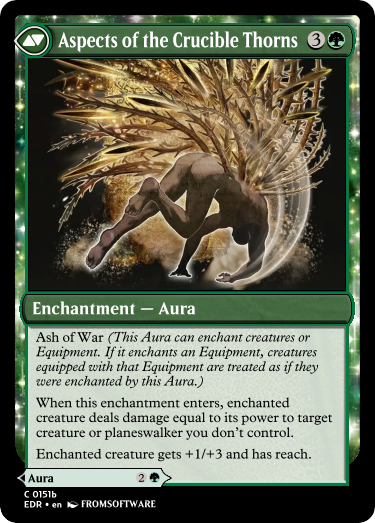 Aspects of the Crucible Thorns 3
Enchantment — Aura
Ash of War (This Aura can enchant creatures or
Equipment. If it enchants an Equipment, creatures
equipped with that Equipment are treated as if they
were enchanted by this Aura.)
When this enchantment enters, enchanted
creature deals damage equal to its power to target
creature or planeswalker you don't control.
Enchanted creature gets +1/+3 and has reach.
Aura 2
C 0151b
EDR • en FROMSOFTWARE